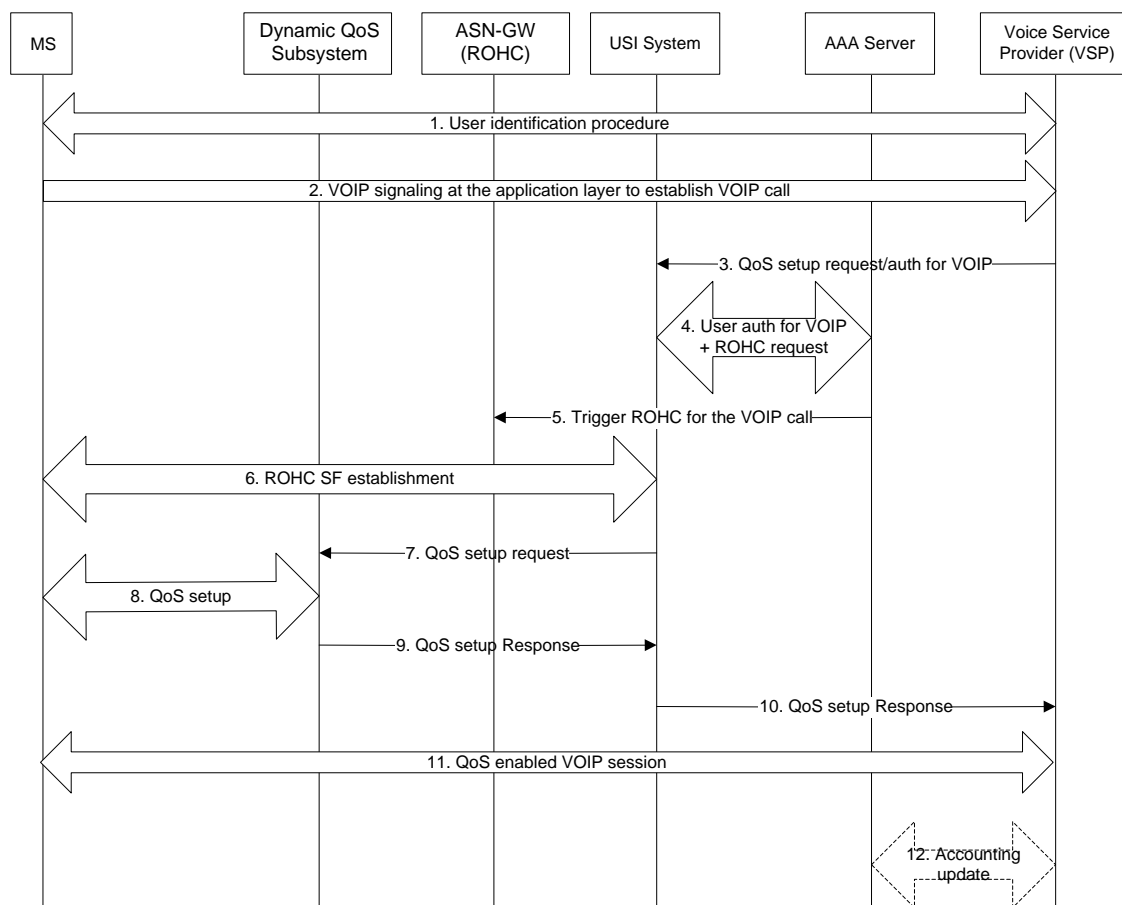 MS
Dynamic QoS
Subsystem
ASN-GW
(ROHC)
USI System
AAA Server
Voice Service
Provider (VSP)
1. User identification procedure
2. VOIP signaling at the application layer to establish VOIP call
3. QoS setup request/auth for VOIP
4. User auth for VOIP
+ ROHC request
5. Trigger ROHC for the VOIP call
6. ROHC SF establishment
7. QoS setup request
8. QoS setup
9. QoS setup Response
10. QoS setup Response
11. QoS enabled VOIP session
12. Accounting
update